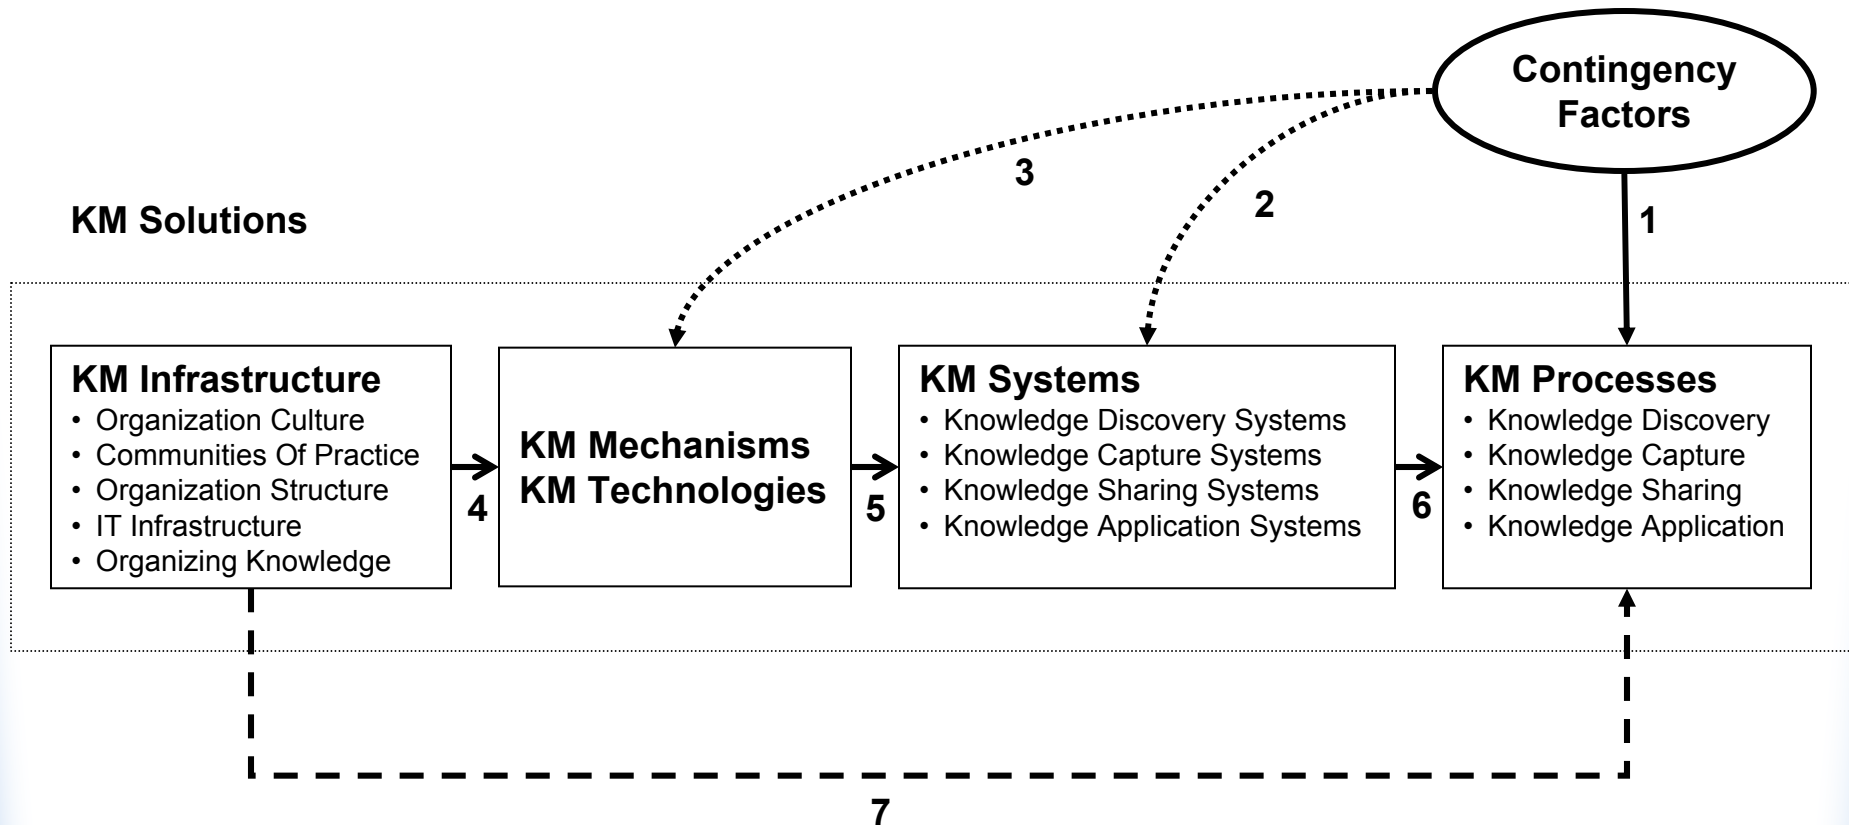 Contingency
Factors
3
2
1
KM Solutions
KM Infrastructure
• Organization Culture
• Communities Of Practice
• Organization Structure
• IT Infrastructure
• Organizing Knowledge
4
KM Mechanisms
KM Technologies
5
KM Systems
• Knowledge Discovery Systems
• Knowledge Capture Systems
• Knowledge Sharing Systems
• Knowledge Application Systems
6
KM Processes
• Knowledge Discovery
• Knowledge Capture
• Knowledge Sharing
• Knowledge Application
7